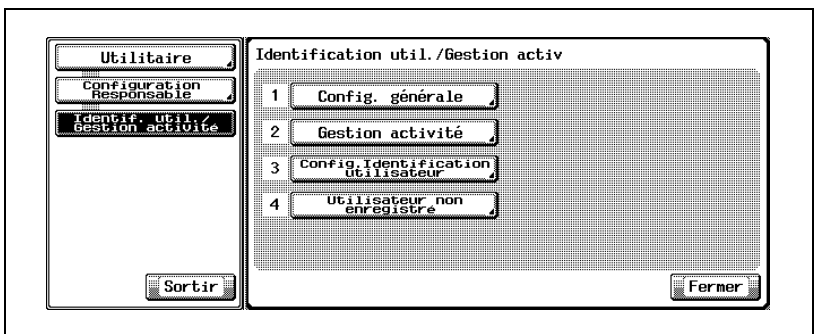 Utilitaire
Configuration
Responsable
Identif. util./
Gestion activité
Sortir
Identification util./Gestion activ
1 Config. générale
2 Gestion activité
3 Config.Identification
utilisateur
4 Utilisateur non
enregistré
Fermer